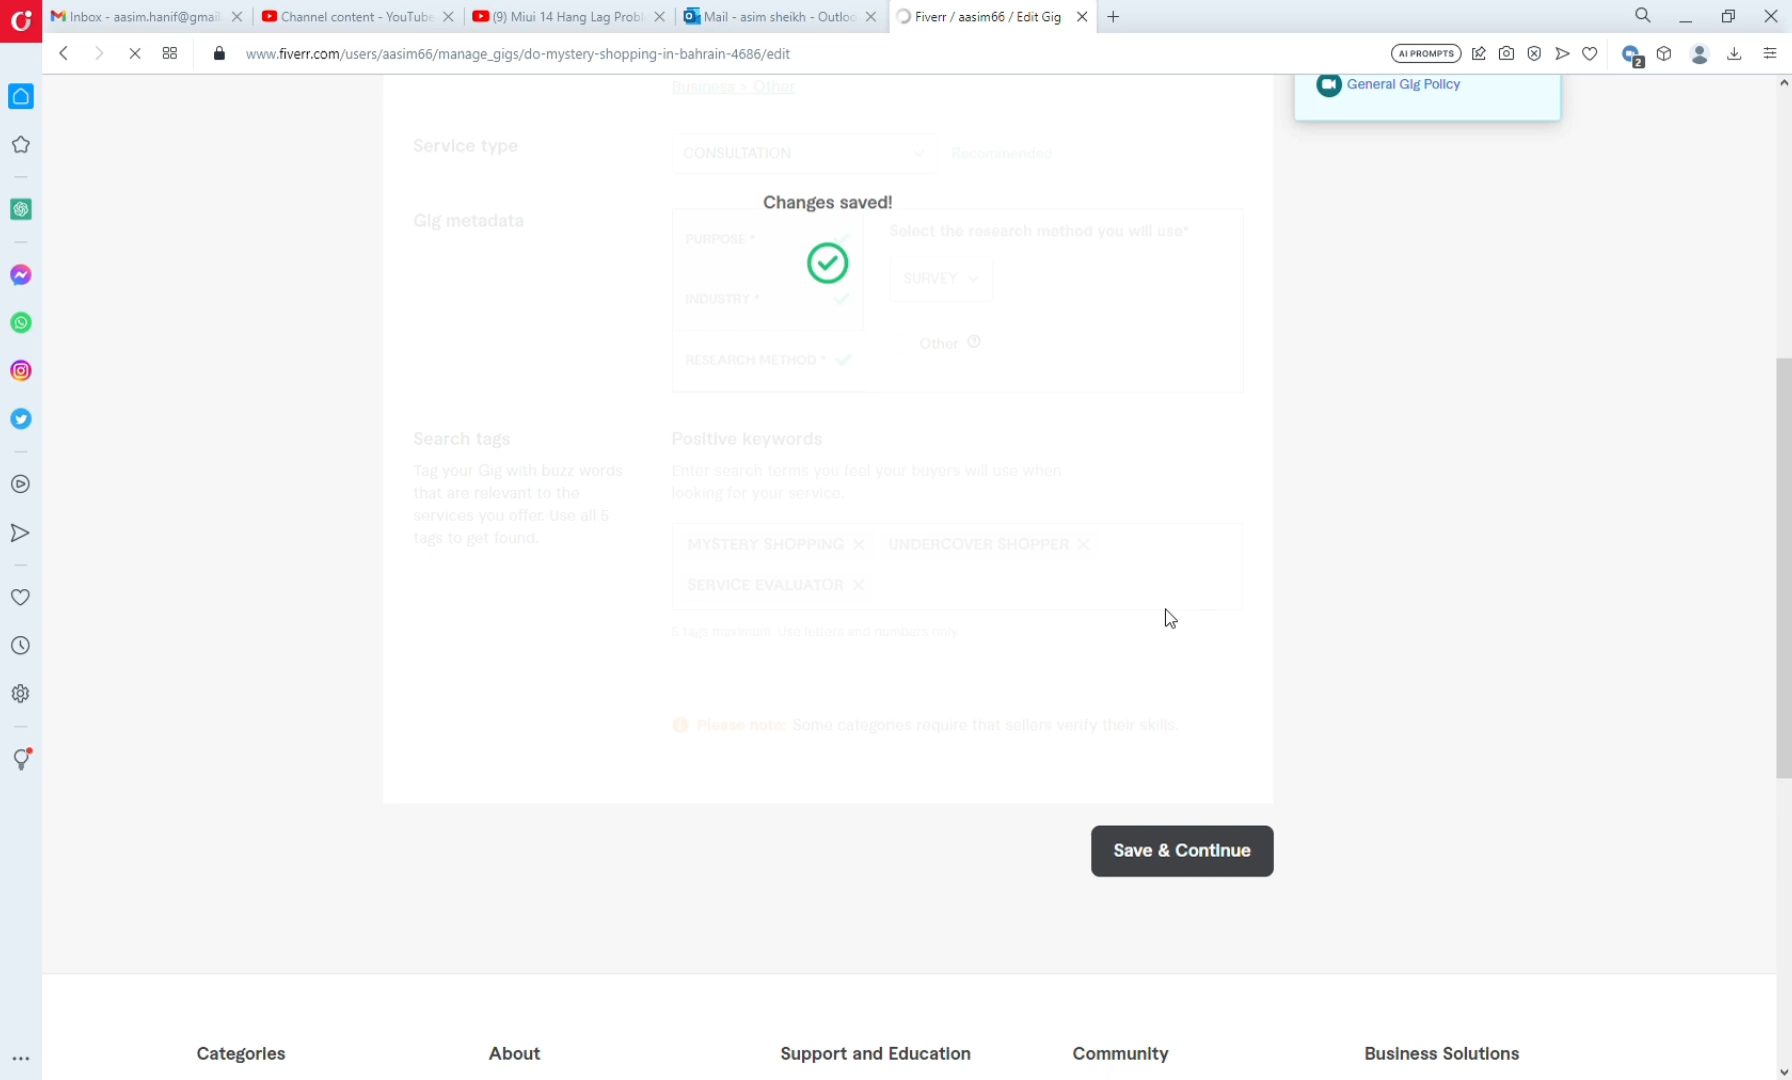 Inbox - aasim.hanif@gmail.
Channel content - YouTube
(9) Miui 14 Hang Lag Probl
Mail - asim sheikh - Outloo
Fiverr / aasim66 / Edit Gig
www.fiverr.com/users/aasim66/manage_gigs/do-mystery-shopping-in-bahrain-4686/edit
AI PROMPTS
2
Business > Other
General Gig Policy
Service type
CONSULTATION
Recommended
Changes saved!
Gig metadata
PURPOSE *
Select the research method you will use*
SURVEY
INDUSTRY *
Other
RESEARCH METHOD *
Search tags
Positive keywords
Tag your Gig with buzz words
that are relevant to the
services you offer. Use all 5
tags to get found.
Enter search terms you feel your buyers will use when
looking for your service.
MYSTERY SHOPPING
UNDERCOVER SHOPPER
SERVICE EVALUATOR
5 tags maximum. Use letters and numbers only.
Please note: Some categories require that sellers verify their skills.
Save & Continue
Categories
About
Support and Education
Community
Business Solutions